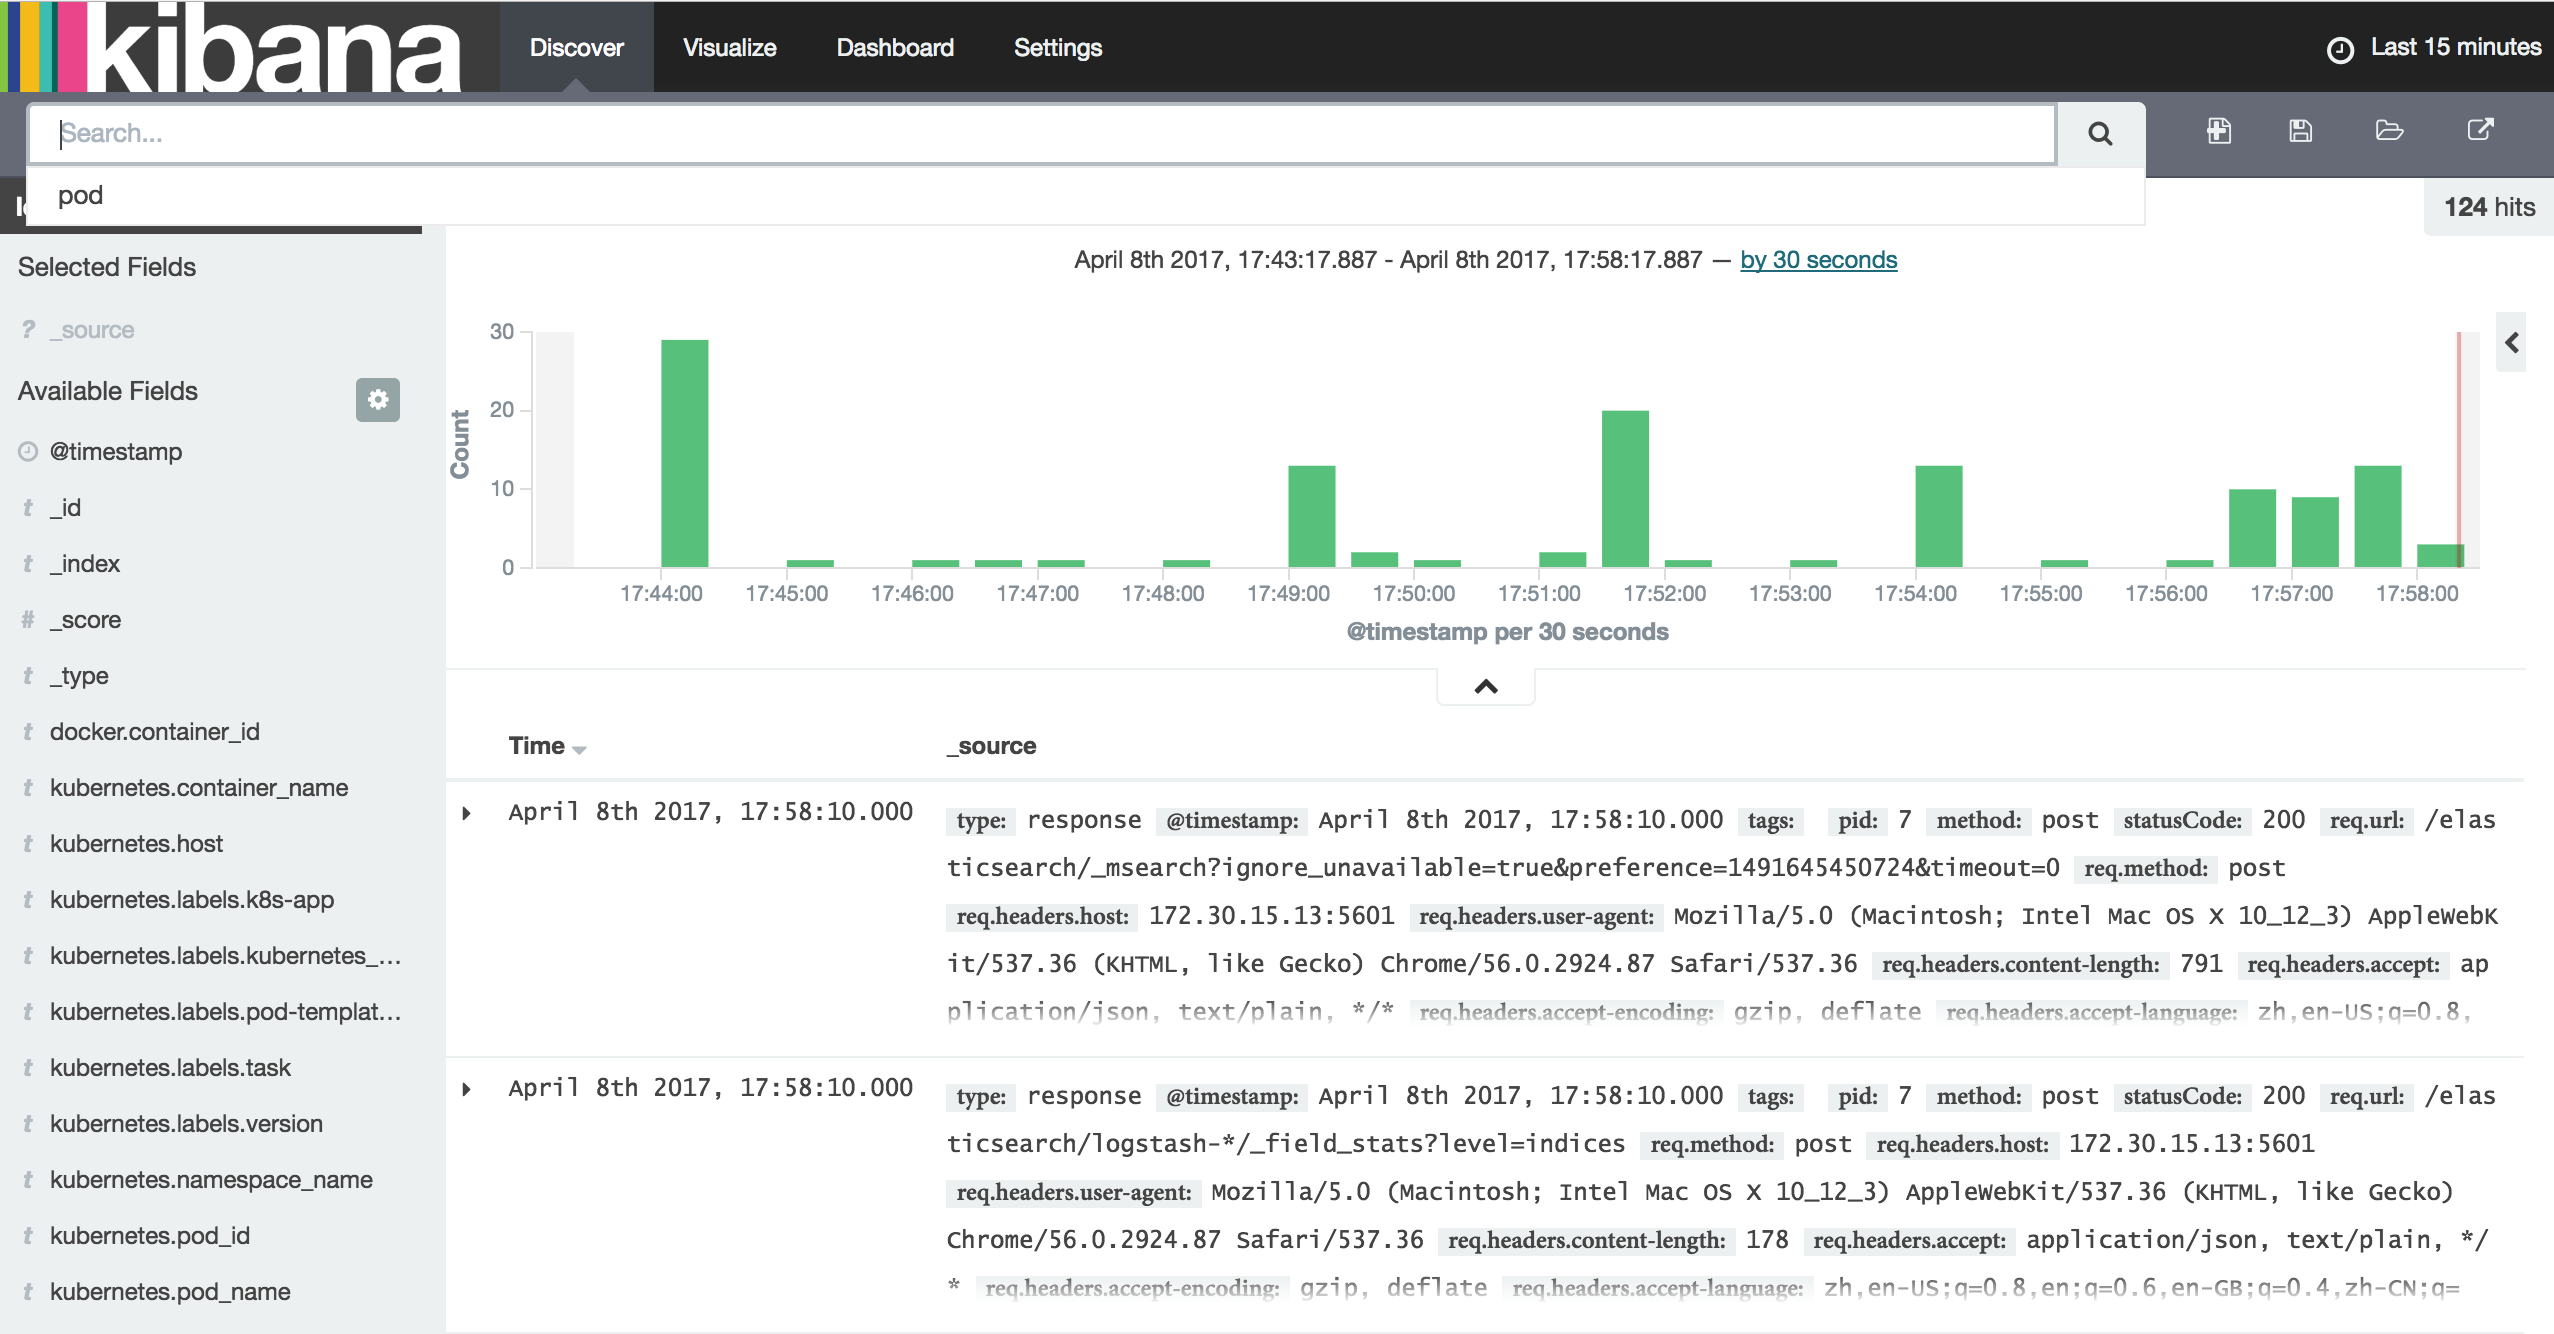 kibana
Discover Visualize Dashboard Settings Last 15 minutes
Search...
pod
124 hits
April 8th 2017, 17:43:17.887 - April 8th 2017, 17:58:17.887 — by 30 seconds
Selected Fields
? _source
Available Fields
@timestamp
t _id
t _index
# _score
t _type
t docker.container_id
t kubernetes.container_name
t kubernetes.host
t kubernetes.labels.k8s-app
t kubernetes.labels.kubernetes_...
t kubernetes.labels.pod-templat...
t kubernetes.labels.task
t kubernetes.labels.version
t kubernetes.namespace_name
t kubernetes.pod_id
t kubernetes.pod_name
Count
30
20
10
0
17:44:00 17:45:00 17:46:00 17:47:00 17:48:00 17:49:00 17:50:00 17:51:00 17:52:00 17:53:00 17:54:00 17:55:00 17:56:00 17:57:00 17:58:00
@timestamp per 30 seconds
Time _source
April 8th 2017, 17:58:10.000
type: response @timestamp: April 8th 2017, 17:58:10.000 tags: pid: 7 method: post statusCode: 200 req.url: /elas
ticsearch/_msearch?ignore_unavailable=true&preference=1491645450724&timeout=0 req.method: post
req.headers.host: 172.30.15.13:5601 req.headers.user-agent: Mozilla/5.0 (Macintosh; Intel Mac OS X 10_12_3) AppleWebK
it/537.36 (KHTML, like Gecko) Chrome/56.0.2924.87 Safari/537.36 req.headers.content-length: 791 req.headers.accept: ap
plication/json, text/plain, */* req.headers.accept-encoding: gzip, deflate req.headers.accept-language: zh,en-US;q=0.8,
April 8th 2017, 17:58:10.000
type: response @timestamp: April 8th 2017, 17:58:10.000 tags: pid: 7 method: post statusCode: 200 req.url: /elas
ticsearch/logstash-*/_field_stats?level=indices req.method: post req.headers.host: 172.30.15.13:5601
req.headers.user-agent: Mozilla/5.0 (Macintosh; Intel Mac OS X 10_12_3) AppleWebKit/537.36 (KHTML, like Gecko)
Chrome/56.0.2924.87 Safari/537.36 req.headers.content-length: 178 req.headers.accept: application/json, text/plain, */
* req.headers.accept-encoding: gzip, deflate req.headers.accept-language: zh,en-US;q=0.8,en;q=0.6,en-GB;q=0.4,zh-CN;q=